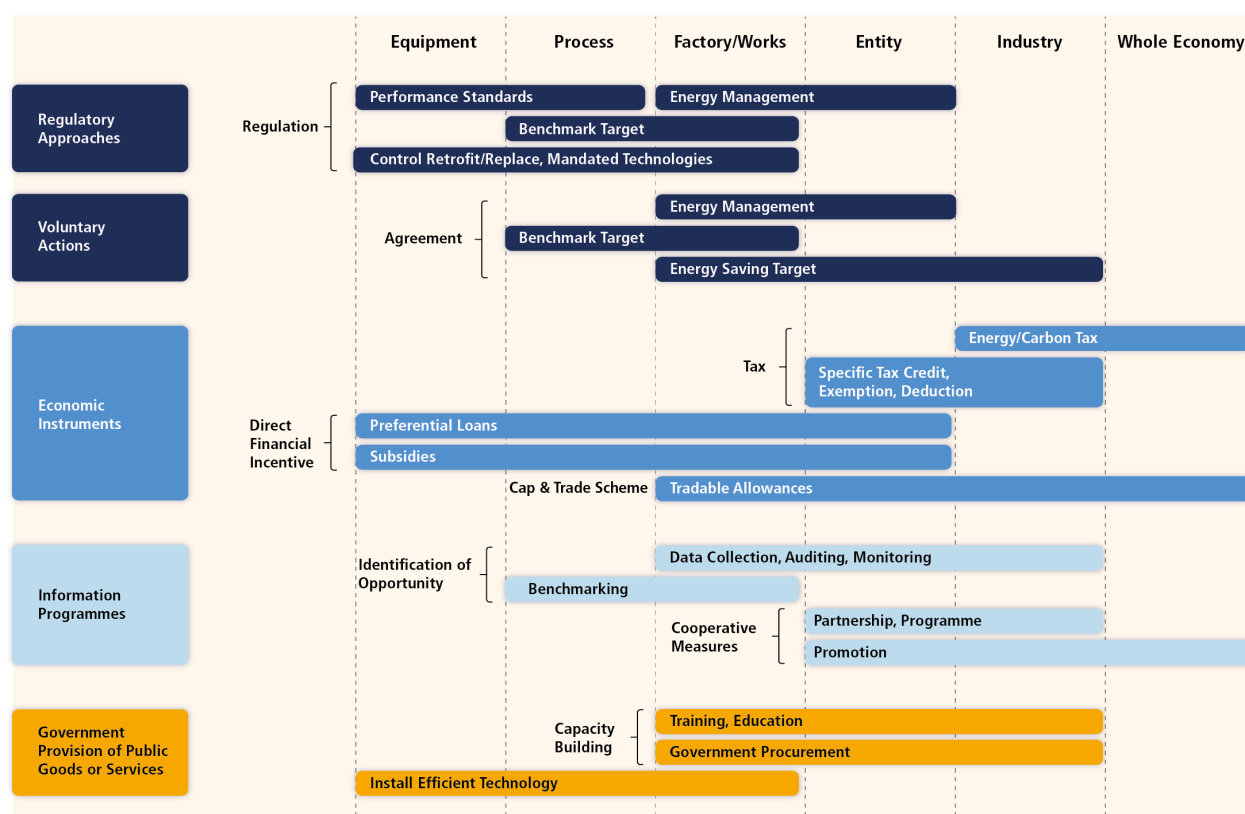 Equipment
Process
Factory/Works
Entity
Industry
Whole Economy
Regulatory
Approaches
Regulation
Performance Standards
Energy Management
Benchmark Target
Control Retrofit/Replace, Mandated Technologies
Voluntary
Actions
Agreement
Energy Management
Benchmark Target
Energy Saving Target
Economic
Instruments
Tax
Energy/Carbon Tax
Specific Tax Credit,
Exemption, Deduction
Direct
Financial
Incentive
Preferential Loans
Subsidies
Cap & Trade Scheme
Tradable Allowances
Information
Programmes
Identification of
Opportunity
Data Collection, Auditing, Monitoring
Benchmarking
Cooperative
Measures
Partnership, Programme
Promotion
Government
Provision of Public
Goods or Services
Capacity
Building
Training, Education
Government Procurement
Install Efficient Technology